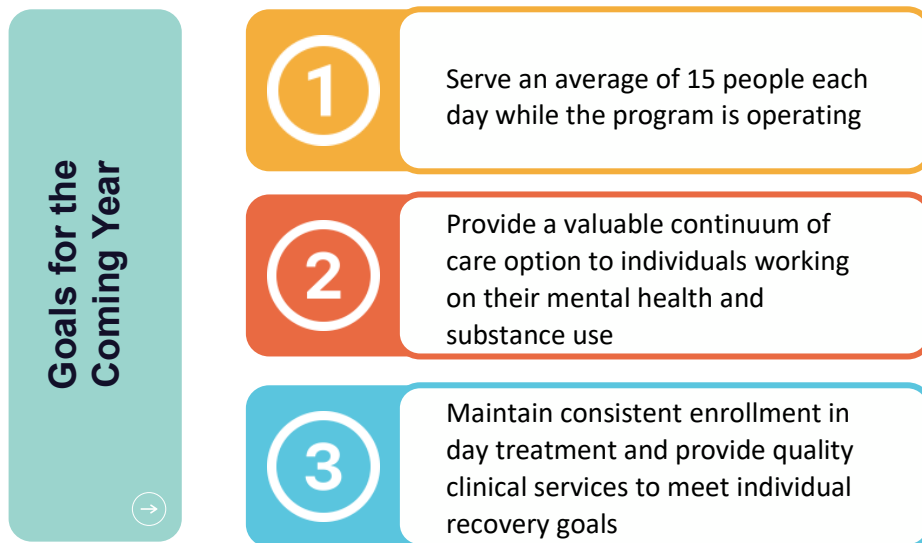 Goals for the
Coming Year
1
Serve an average of 15 people each
day while the program is operating
2
Provide a valuable continuum of
care option to individuals working
on their mental health and
substance use
3
Maintain consistent enrollment in
day treatment and provide quality
clinical services to meet individual
recovery goals